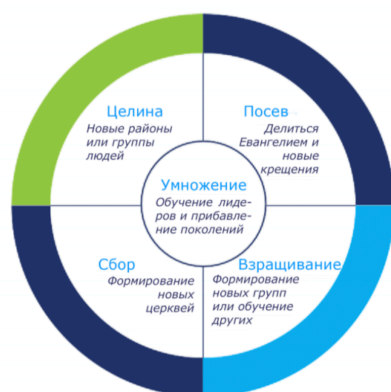 Целина
Новые районы
или группы
людей
Посев
Делиться
Евангелием и
новые
крещения
Умножение
Обучение лиде-
ров и прибавле-
ние поколений
Сбор
Формирование
новых
церквей
Взращивание
Формирование
новых групп
или обучение
других